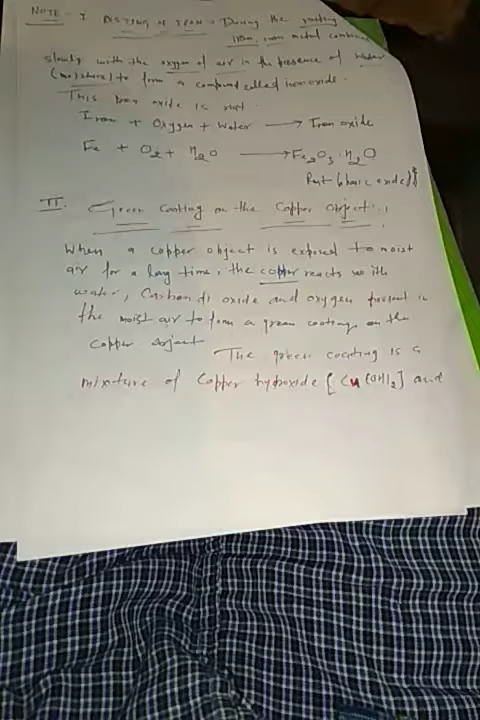 NOTE - I RUSTING OF IRON: During the rusting
iron, iron metal combine
slowly with the oxygen of air in the presence of water
(moisture) to form a compound called iron oxide.
This Iron oxide is rust.
Iron + Oxygen + Water → Iron oxide
Fe + O2 + H2O → Fe2O3·H2O
Rust
II. Green Coating on the Copper object:
When a copper object is exposed to moist
air for a long time, the copper reacts with
water, Carbon di oxide and oxygen present in
the moist air to form a green coating on the
copper object
The green coating is a
mixture of Copper hydroxide [Cu(OH)2] and